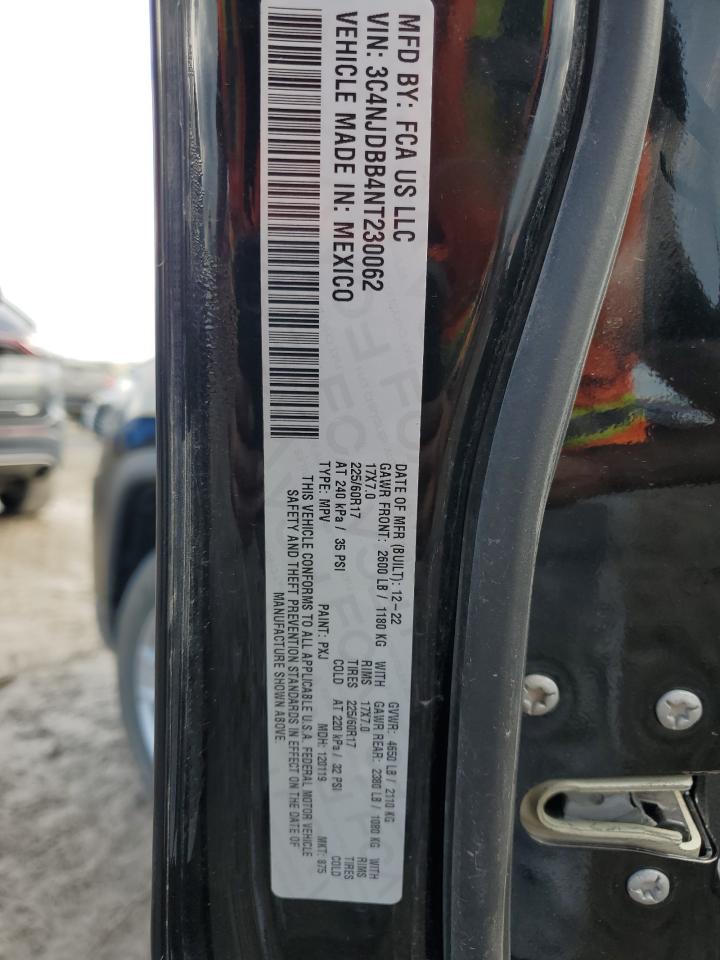 MFD BY: FCA US LLC
VIN: 3C4NJDBB4NT230062
VEHICLE MADE IN: MEXICO
DATE OF MFR (BUILT): 12-22 GVWR: 4650 LB / 2110 KG
GAWR FRONT: 2600 LB / 1180 KG WITH GAWR REAR: 2380 LB / 1080 KG WITH
17X7.0 RIMS 17X7.0 RIMS
225/60R17 TIRES 225/60R17 TIRES
AT 240 kPa / 35 PSI COLD AT 220 kPa / 32 PSI COLD
TYPE: MPV PAINT: PXJ MDH: 120119 MKT: 875
THIS VEHICLE CONFORMS TO ALL APPLICABLE U.S.A. FEDERAL MOTOR VEHICLE
SAFETY AND THEFT PREVENTION STANDARDS IN EFFECT ON THE DATE OF
MANUFACTURE SHOWN ABOVE.